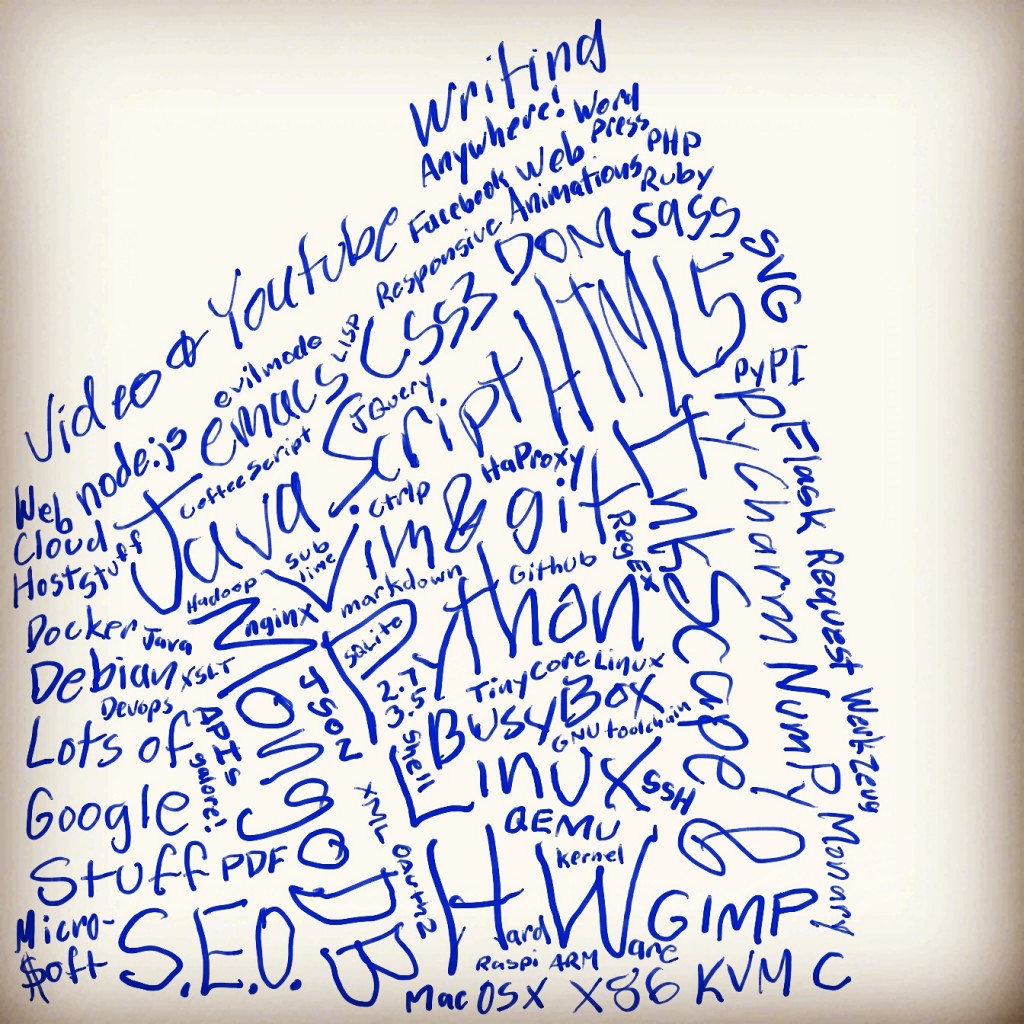 Writing
Anywhere!
Word
Press
PHP
Facebook Web
Animations
Ruby
Video & Youtube
Responsive
DOM
Sass
SVG
evilmode
LISP
CSS3
HTML5
PyPI
Web node.js
emacs
JQuery
CoffeeScript
JavaScript
PyCharm
Flask
Cloud
Host stuff
ctrlp
HaProxy
Vim & git
RegEX
InkScape
Sub
lime
Hadoop
nginx
markdown
Github
Request
Docker
Java
SQLite
Python
2.7
3.5
Debian
XSLT
Devops
JSON
TinyCoreLinux
BusyBox
GNU toolchain
NumPy
WerkZeug
Lots of
APIs
galore!
MongoDB
Shell
Linux
SSH
Google
XML
OAuth2
QEMU
Kernel
&
Monary
Stuff
PDF
HardWare
GIMP
Micro-
$oft
S.E.O.
Raspi ARM
MacOSX X86 KVM C